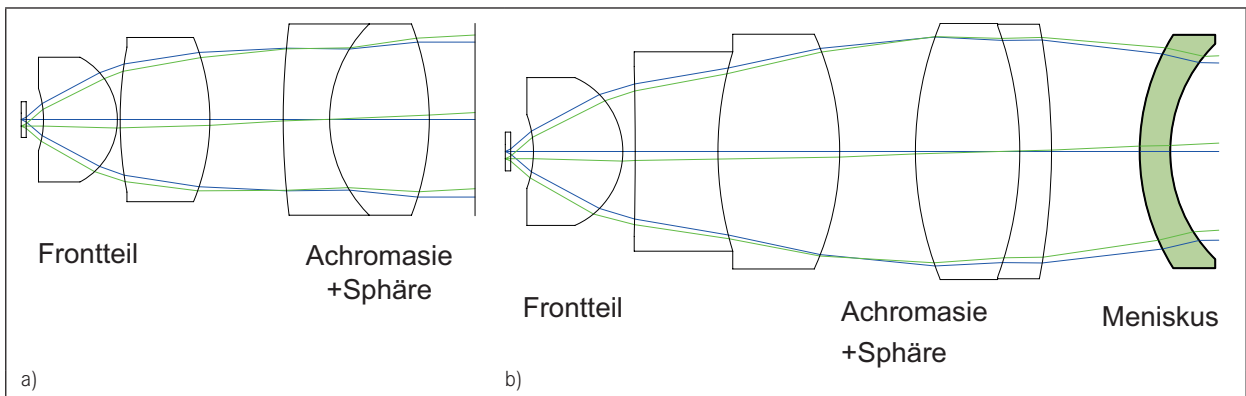 Frontteil
Achromasie
+Sphäre
a)
Frontteil
Achromasie
+Sphäre
Meniskus
b)